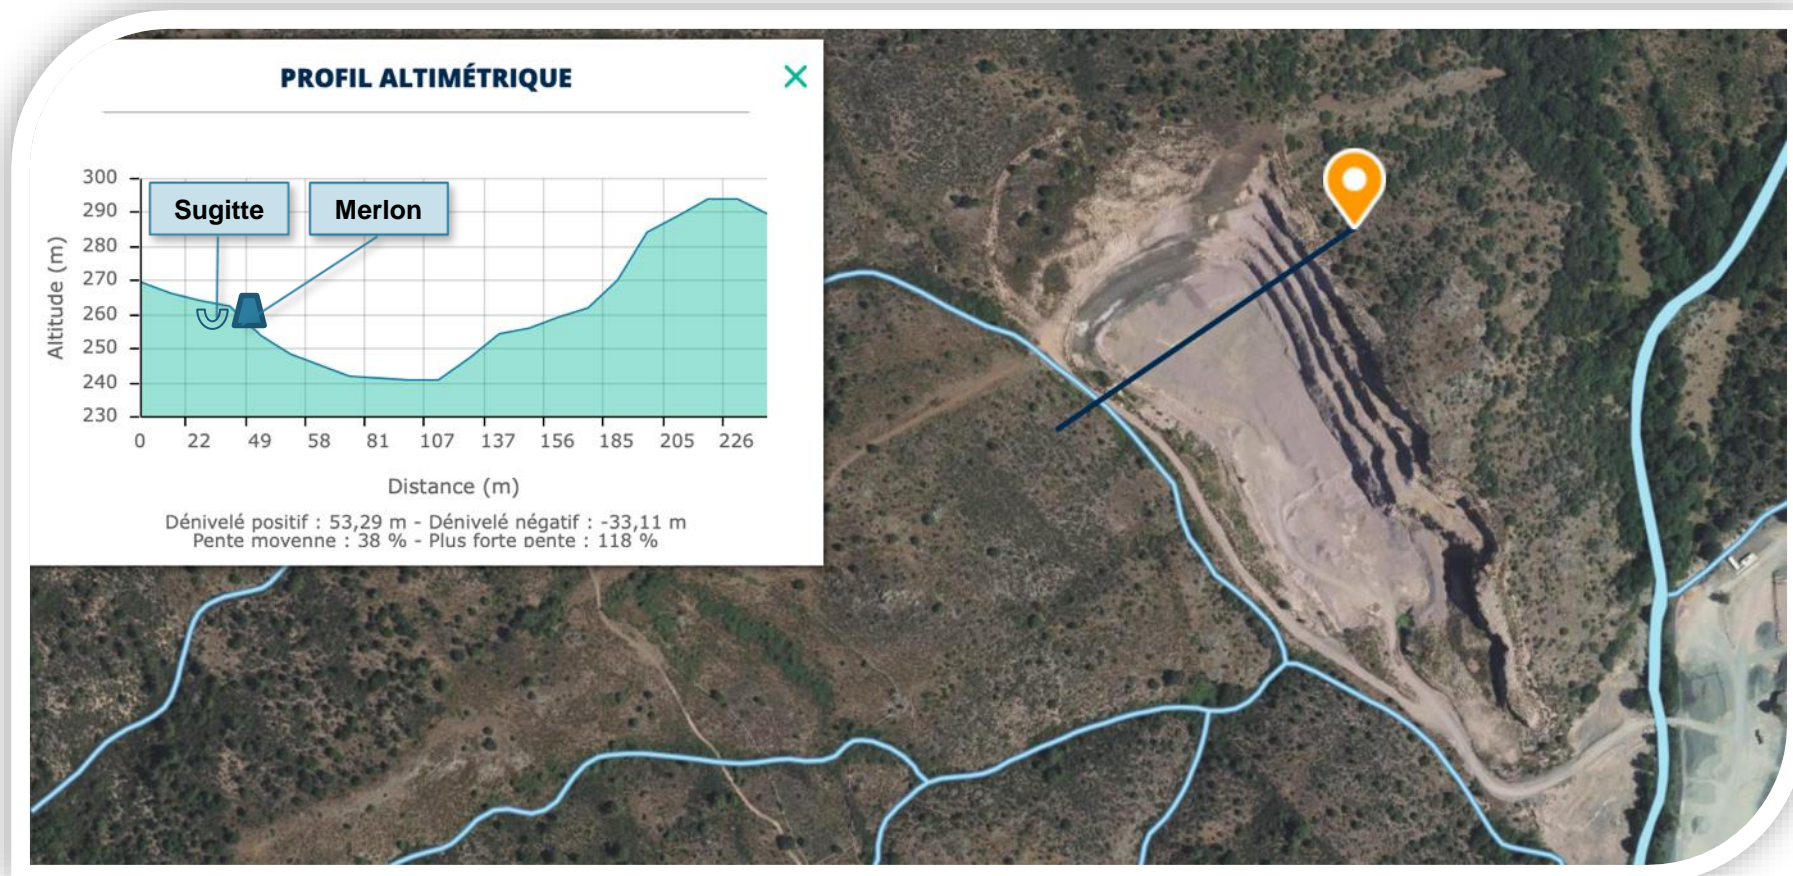 PROFIL ALTIMÉTRIQUE
Sugitte
Merlon
Altitude (m)
300
290
280
270
260
250
240
230
0 22 49 58 81 107 137 156 185 205 226
Distance (m)
Dénivelé positif : 53,29 m - Dénivelé négatif : -33,11 m
Pente moyenne : 38 % - Plus forte pente : 118 %